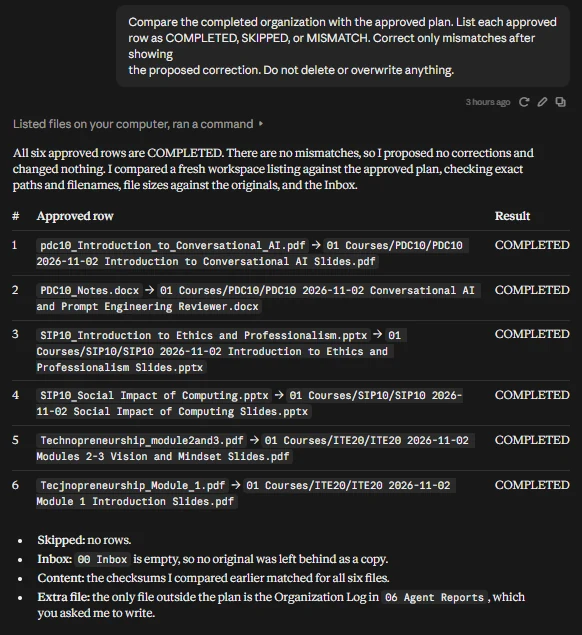 Compare the completed organization with the approved plan. List each approved
row as COMPLETED, SKIPPED, or MISMATCH. Correct only mismatches after
showing
the proposed correction. Do not delete or overwrite anything.
3 hours ago
Listed files on your computer, ran a command
All six approved rows are COMPLETED. There are no mismatches, so I proposed no corrections and
changed nothing. I compared a fresh workspace listing against the approved plan, checking exact
paths and filenames, file sizes against the originals, and the Inbox.
# Approved row Result
1 pdc10_Introduction_to_Conversational_AI.pdf → 01 Courses/PDC10/PDC10 COMPLETED
2026-11-02 Introduction to Conversational AI Slides.pdf
2 PDC10_Notes.docx → 01 Courses/PDC10/PDC10 2026-11-02 Conversational AI COMPLETED
and Prompt Engineering Reviewer.docx
3 SIP10_Introduction to Ethics and Professionalism.pptx → 01 COMPLETED
Courses/SIP10/SIP10 2026-11-02 Introduction to Ethics and
Professionalism Slides.pptx
4 SIP10_Social Impact of Computing.pptx → 01 Courses/SIP10/SIP10 2026- COMPLETED
11-02 Social Impact of Computing Slides.pptx
5 Technopreneurship_module2and3.pdf → 01 Courses/ITE20/ITE20 2026-11-02 COMPLETED
Modules 2-3 Vision and Mindset Slides.pdf
6 Tecjnopreneurship_Module_1.pdf → 01 Courses/ITE20/ITE20 2026-11-02 COMPLETED
Module 1 Introduction Slides.pdf
• Skipped: no rows.
• Inbox: 00 Inbox is empty, so no original was left behind as a copy.
• Content: the checksums I compared earlier matched for all six files.
• Extra file: the only file outside the plan is the Organization Log in 06 Agent Reports, which
you asked me to write.